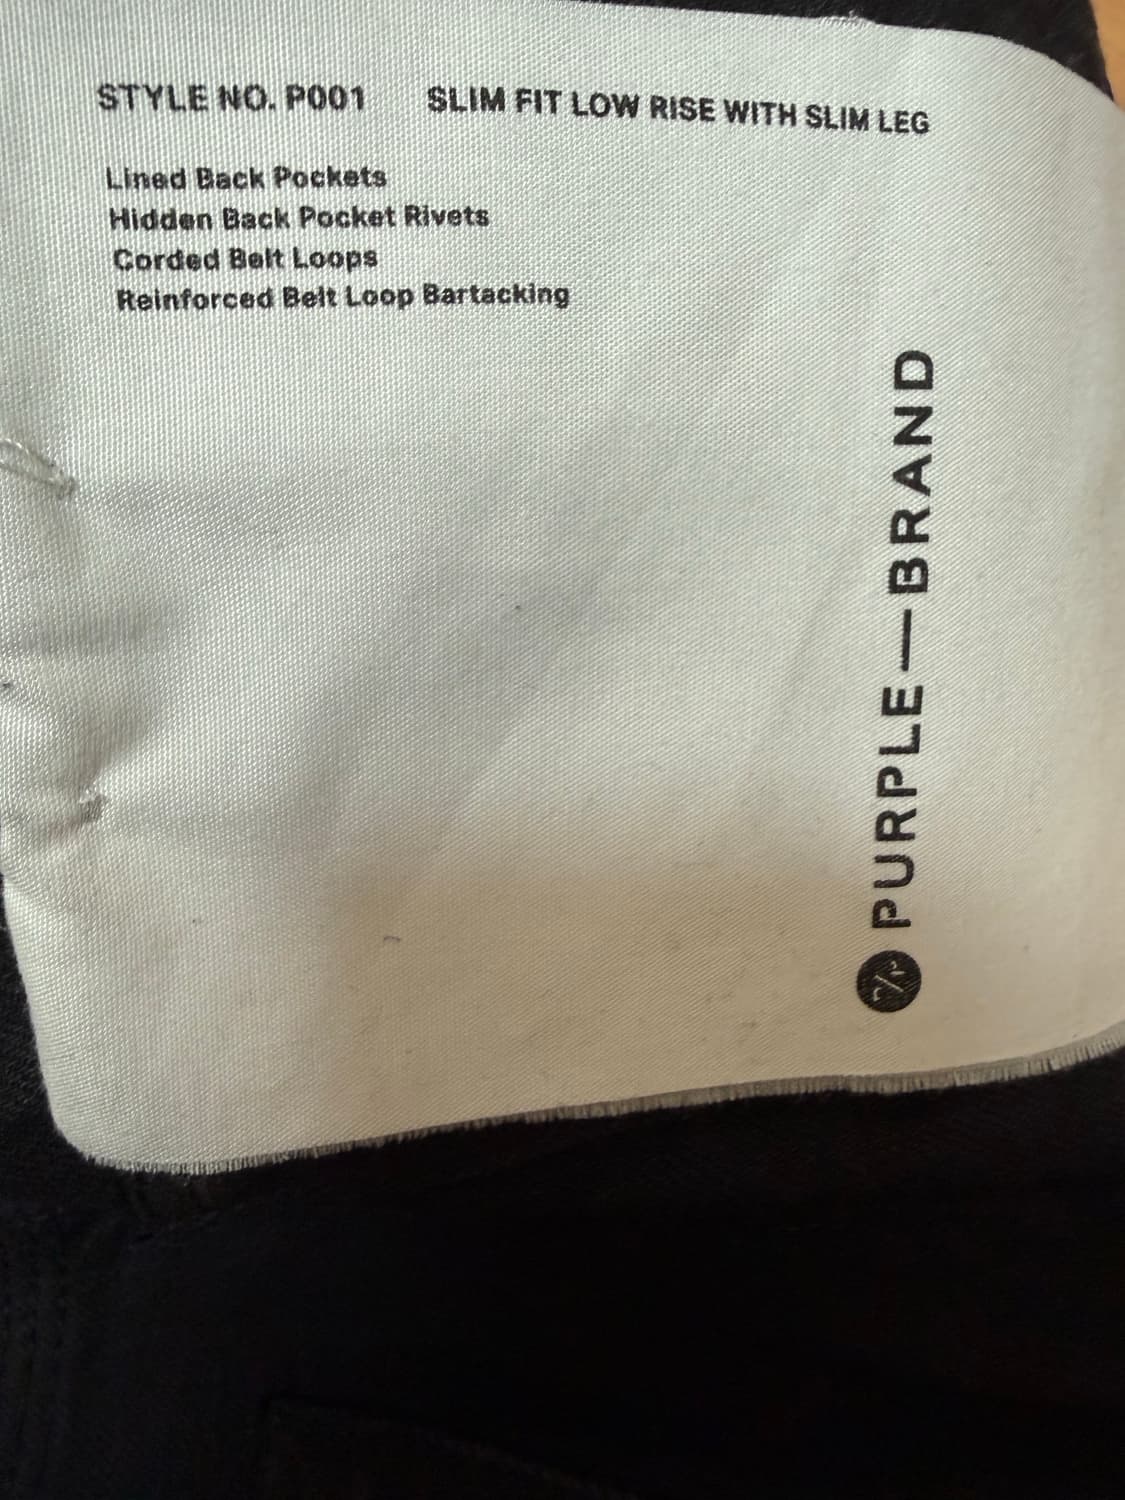 STYLE NO. P001 SLIM FIT LOW RISE WITH SLIM LEG
Lined Back Pockets
Hidden Back Pocket Rivets
Corded Belt Loops
Reinforced Belt Loop Bartacking
PURPLE—BRAND